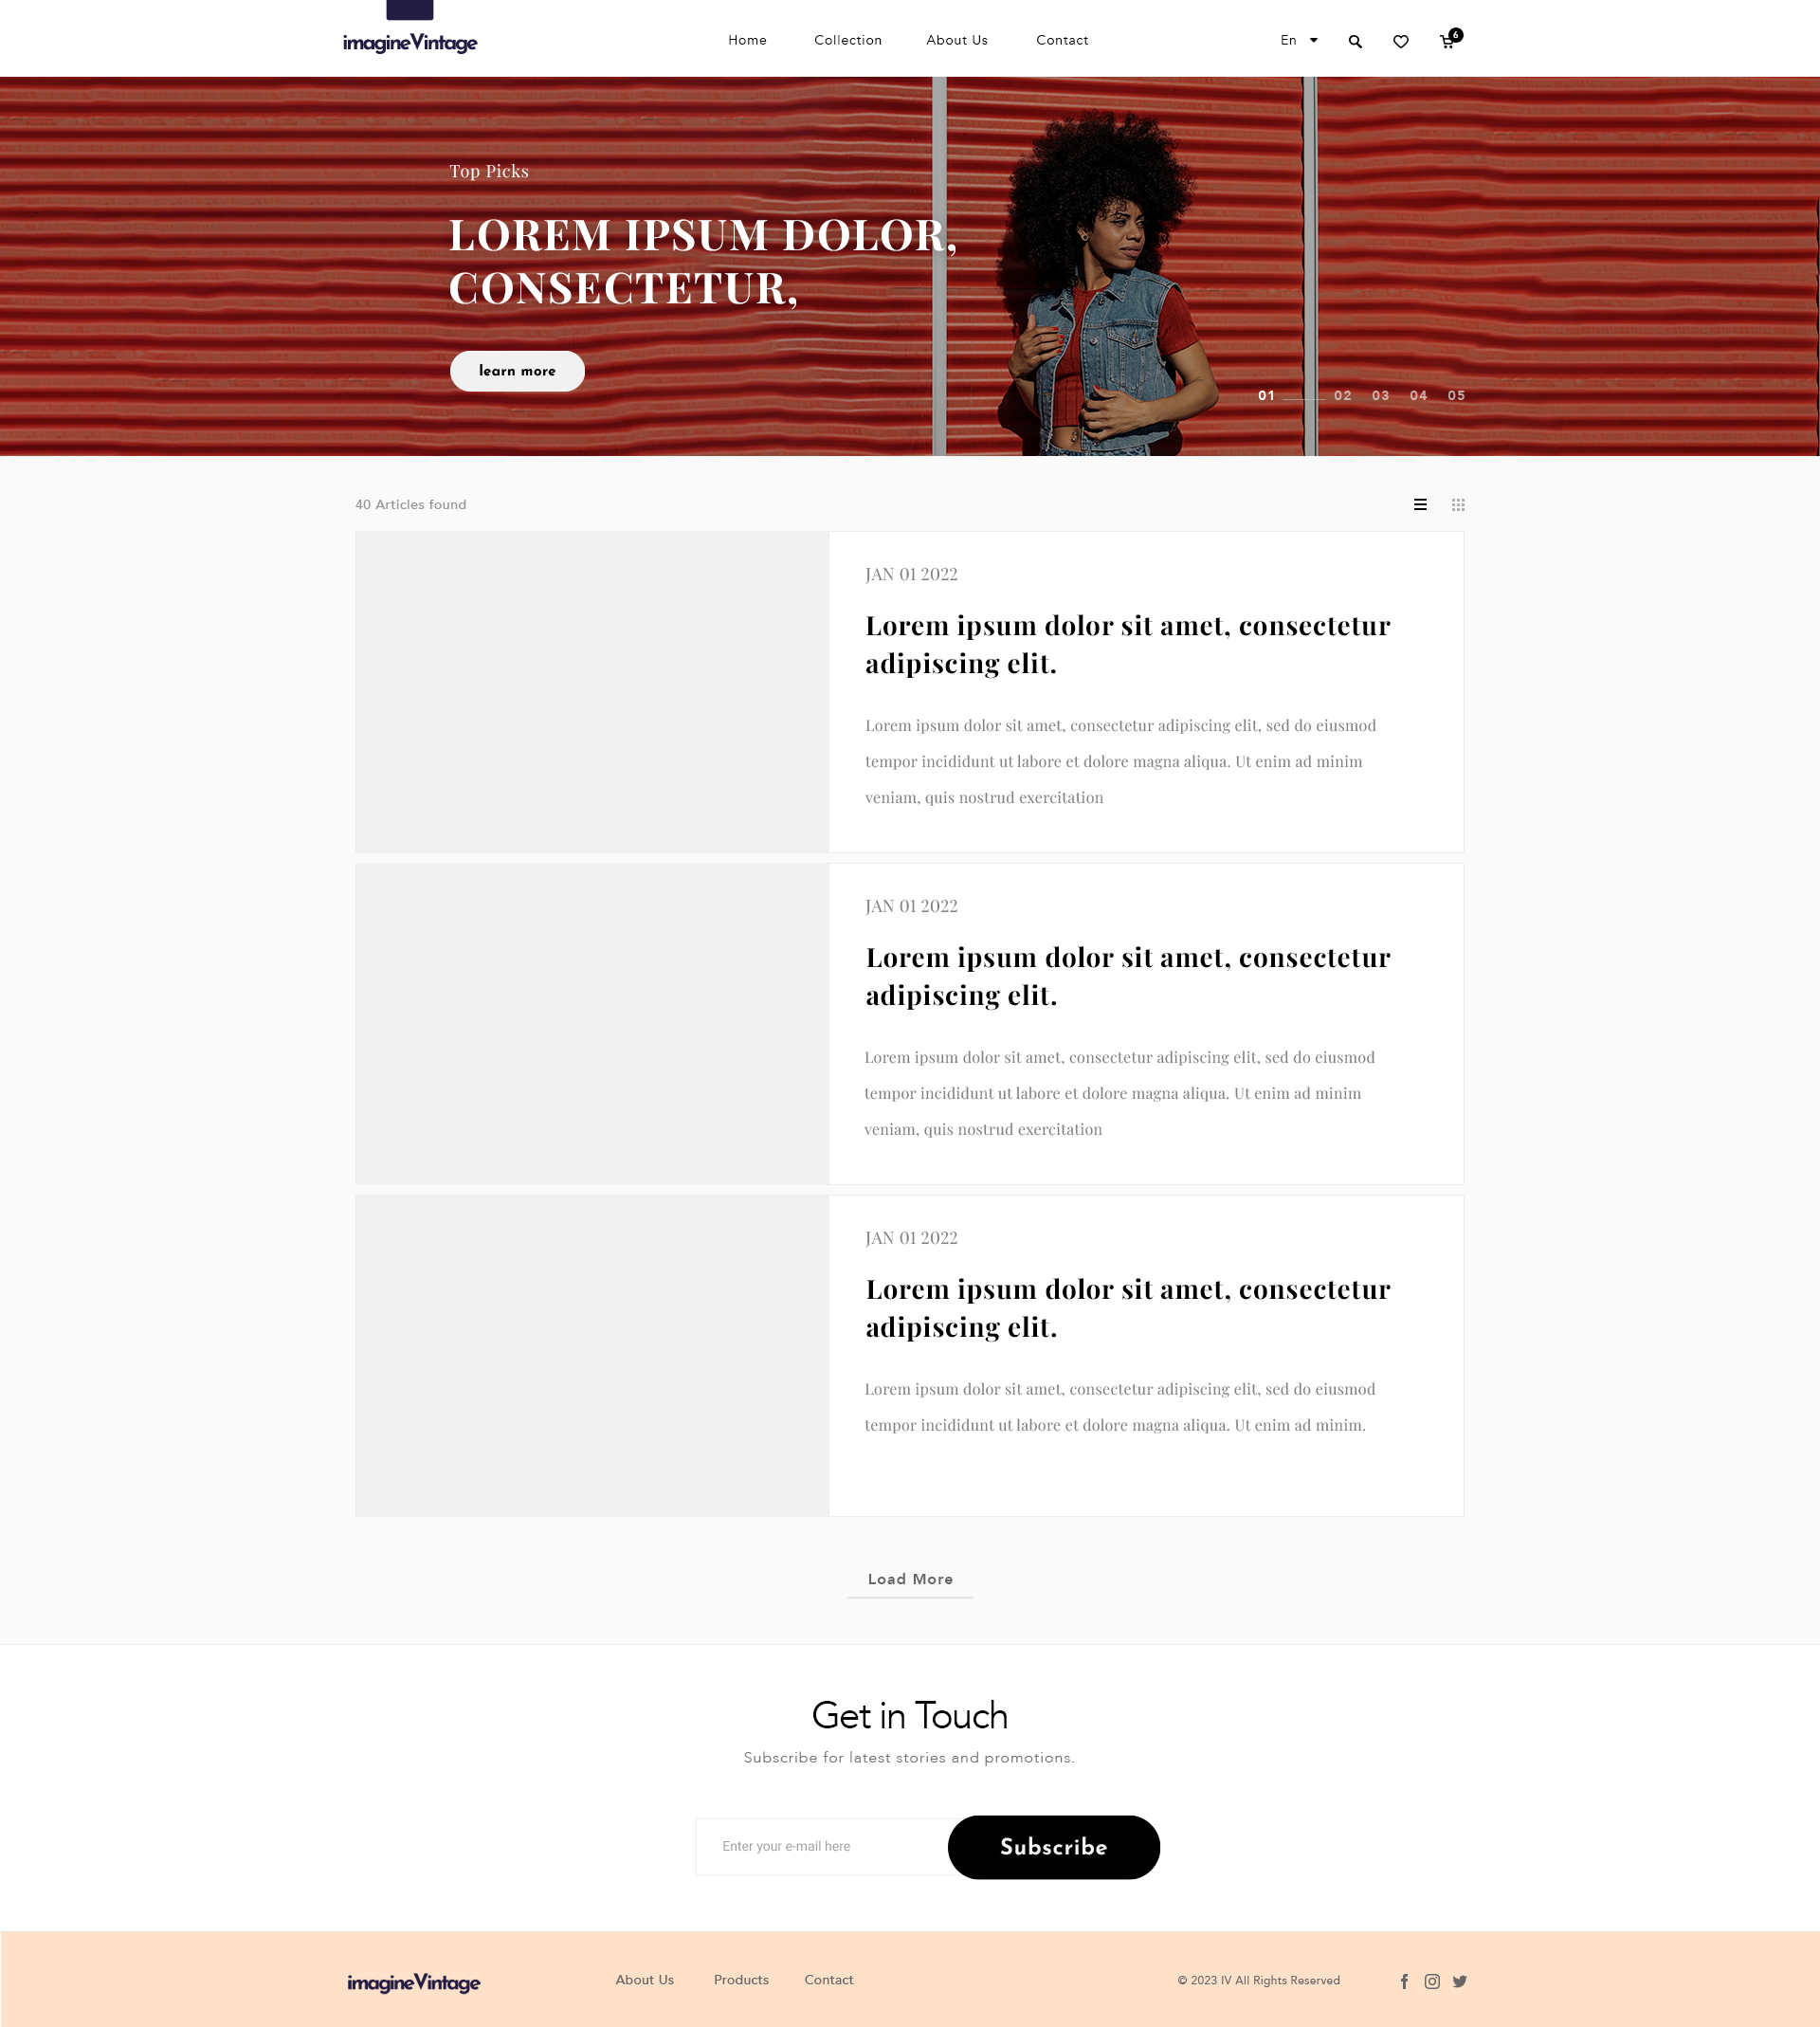 imagineVintage
Home Collection About Us Contact En 6
Top Picks
LOREM IPSUM DOLOR,
CONSECTETUR,
learn more
01 02 03 04 05
40 Articles found
JAN 01 2022
Lorem ipsum dolor sit amet, consectetur
adipiscing elit.
Lorem ipsum dolor sit amet, consectetur adipiscing elit, sed do eiusmod
tempor incididunt ut labore et dolore magna aliqua. Ut enim ad minim
veniam, quis nostrud exercitation
JAN 01 2022
Lorem ipsum dolor sit amet, consectetur
adipiscing elit.
Lorem ipsum dolor sit amet, consectetur adipiscing elit, sed do eiusmod
tempor incididunt ut labore et dolore magna aliqua. Ut enim ad minim
veniam, quis nostrud exercitation
JAN 01 2022
Lorem ipsum dolor sit amet, consectetur
adipiscing elit.
Lorem ipsum dolor sit amet, consectetur adipiscing elit, sed do eiusmod
tempor incididunt ut labore et dolore magna aliqua. Ut enim ad minim.
Load More
Get in Touch
Subscribe for latest stories and promotions.
Enter your e-mail here
Subscribe
imagineVintage About Us Products Contact © 2023 IV All Rights Reserved